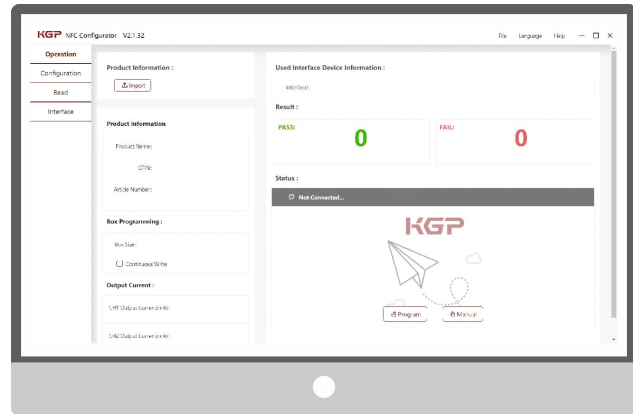 KGP NFC Configurator V2.1.32
File Language Help
Operation
Configuration
Read
Interface
Product Information :
Import
Product Information
Product Name:
GTIN:
Article Number:
Box Programming :
Box Size:
Continuous Write
Output Current :
CH1 Output Current(mA):
CH2 Output Current(mA):
Used Interface Device Information :
Interface:
Result :
PASS:
0
FAIL:
0
Status :
Not Connected...
KGP
Program
Manual